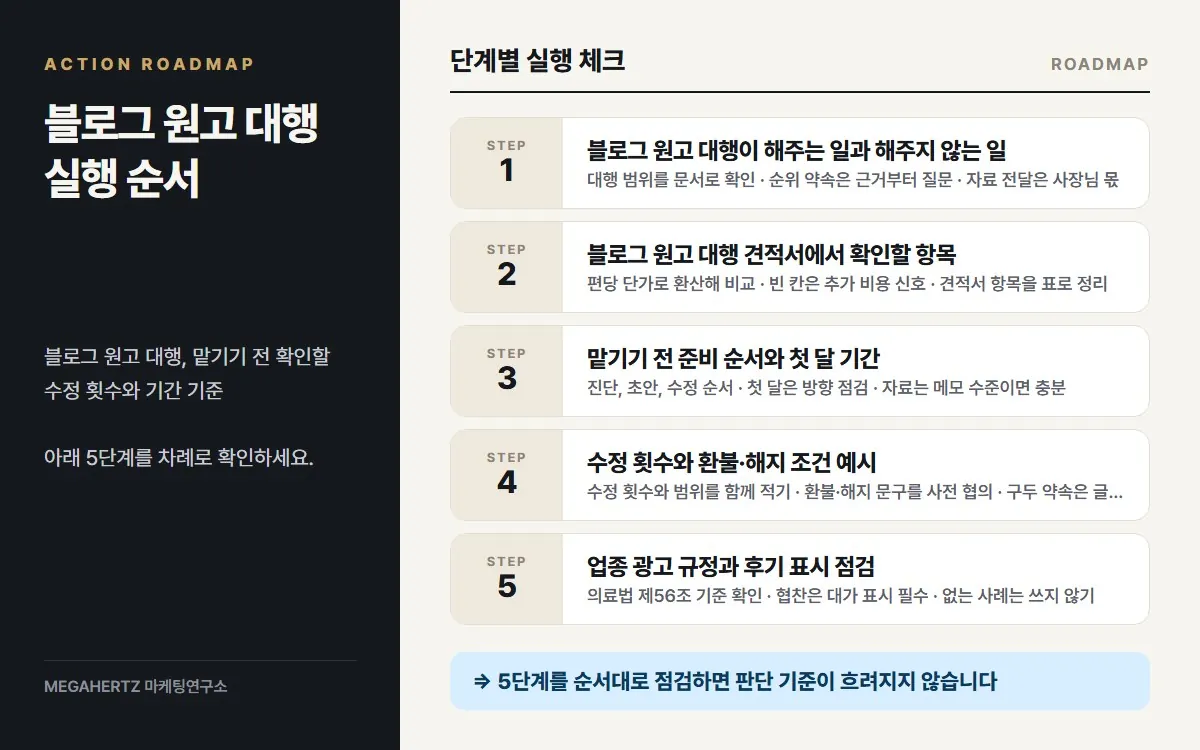 ACTION ROADMAP
블로그 원고 대행
실행 순서
블로그 원고 대행, 맡기기 전 확인할
수정 횟수와 기간 기준
아래 5단계를 차례로 확인하세요.
MEGAHERTZ 마케팅연구소
단계별 실행 체크
ROADMAP
STEP
1
블로그 원고 대행이 해주는 일과 해주지 않는 일
대행 범위를 문서로 확인 · 순위 약속은 근거부터 질문 · 자료 전달은 사장님 몫
STEP
2
블로그 원고 대행 견적서에서 확인할 항목
편당 단가로 환산해 비교 · 빈 칸은 추가 비용 신호 · 견적서 항목을 표로 정리
STEP
3
맡기기 전 준비 순서와 첫 달 기간
진단, 초안, 수정 순서 · 첫 달은 방향 점검 · 자료는 메모 수준이면 충분
STEP
4
수정 횟수와 환불·해지 조건 예시
수정 횟수와 범위를 함께 적기 · 환불·해지 문구를 사전 협의 · 구두 약속은 글...
STEP
5
업종 광고 규정과 후기 표시 점검
의료법 제56조 기준 확인 · 협찬은 대가 표시 필수 · 없는 사례는 쓰지 않기
→ 5단계를 순서대로 점검하면 판단 기준이 흐려지지 않습니다